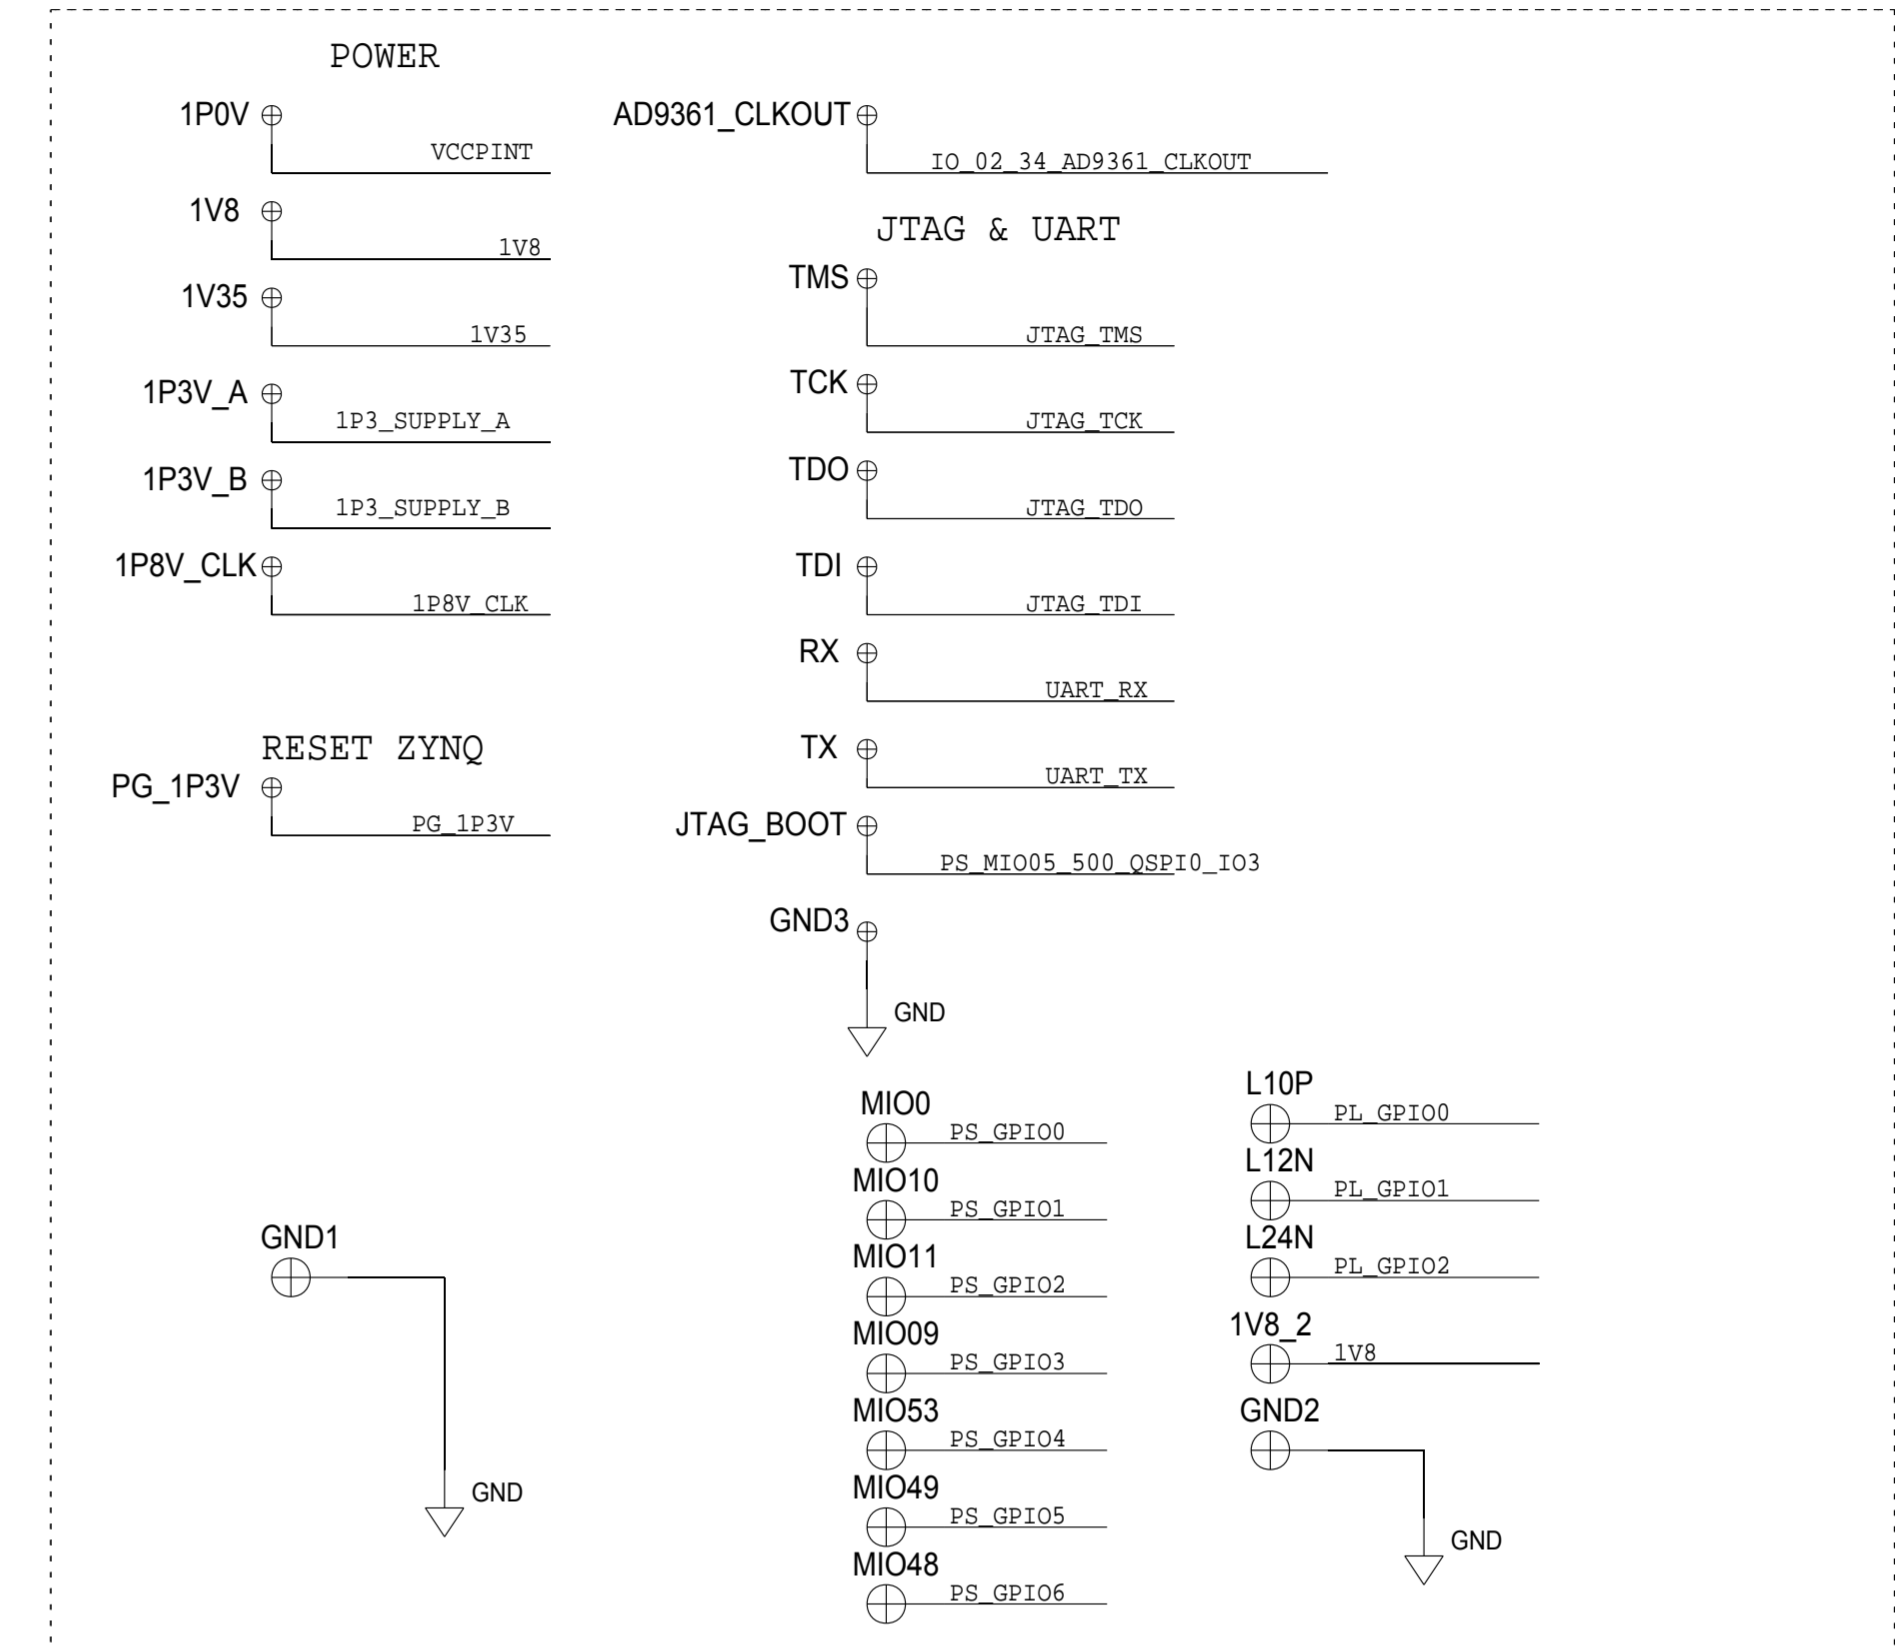 POWER
1P0V
VCCPINT
1V8
1V8
1V35
1V35
1P3V_A
1P3_SUPPLY_A
1P3V_B
1P3_SUPPLY_B
1P8V_CLK
1P8V_CLK
RESET ZYNQ
PG_1P3V
PG_1P3V
GND1
GND
AD9361_CLKOUT
IO_02_34_AD9361_CLKOUT
JTAG & UART
TMS
JTAG_TMS
TCK
JTAG_TCK
TDO
JTAG_TDO
TDI
JTAG_TDI
RX
UART_RX
TX
UART_TX
JTAG_BOOT
PS_MIO05_500_QSPI0_IO3
GND3
GND
MIO0
PS_GPIO0
MIO10
PS_GPIO1
MIO11
PS_GPIO2
MIO09
PS_GPIO3
MIO53
PS_GPIO4
MIO49
PS_GPIO5
MIO48
PS_GPIO6
L10P
PL_GPIO0
L12N
PL_GPIO1
L24N
PL_GPIO2
1V8_2
1V8
GND2
GND